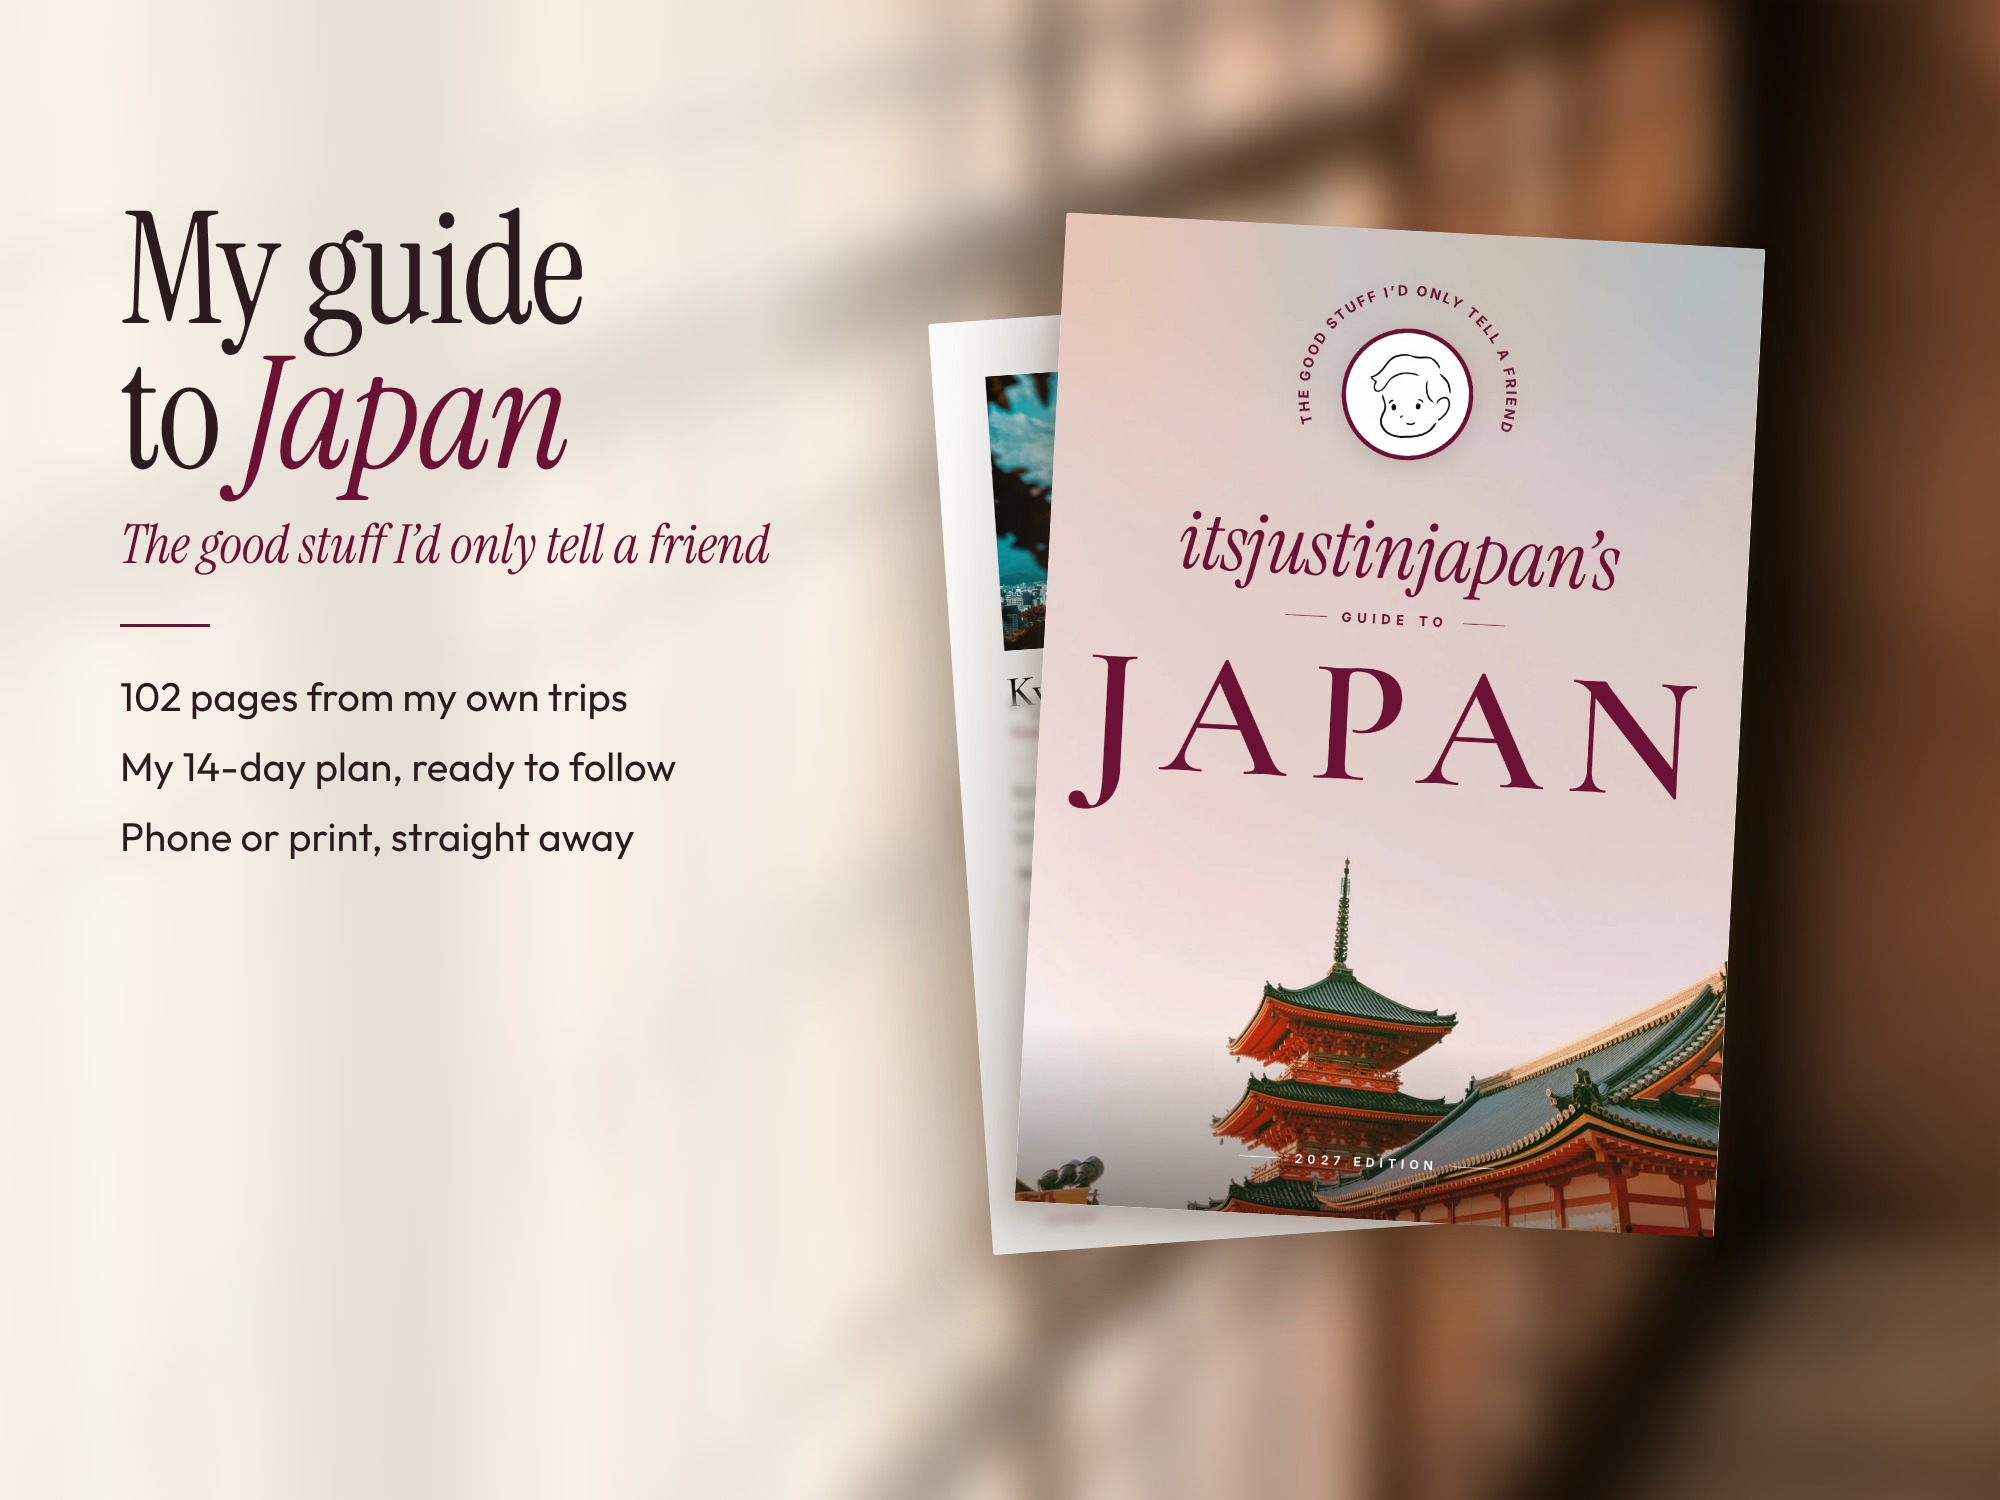 My guide
to Japan
The good stuff I'd only tell a friend
102 pages from my own trips
My 14-day plan, ready to follow
Phone or print, straight away
THE GOOD STUFF I'D ONLY TELL A FRIEND
itsjustinjapan's
GUIDE TO
JAPAN
2027 EDITION